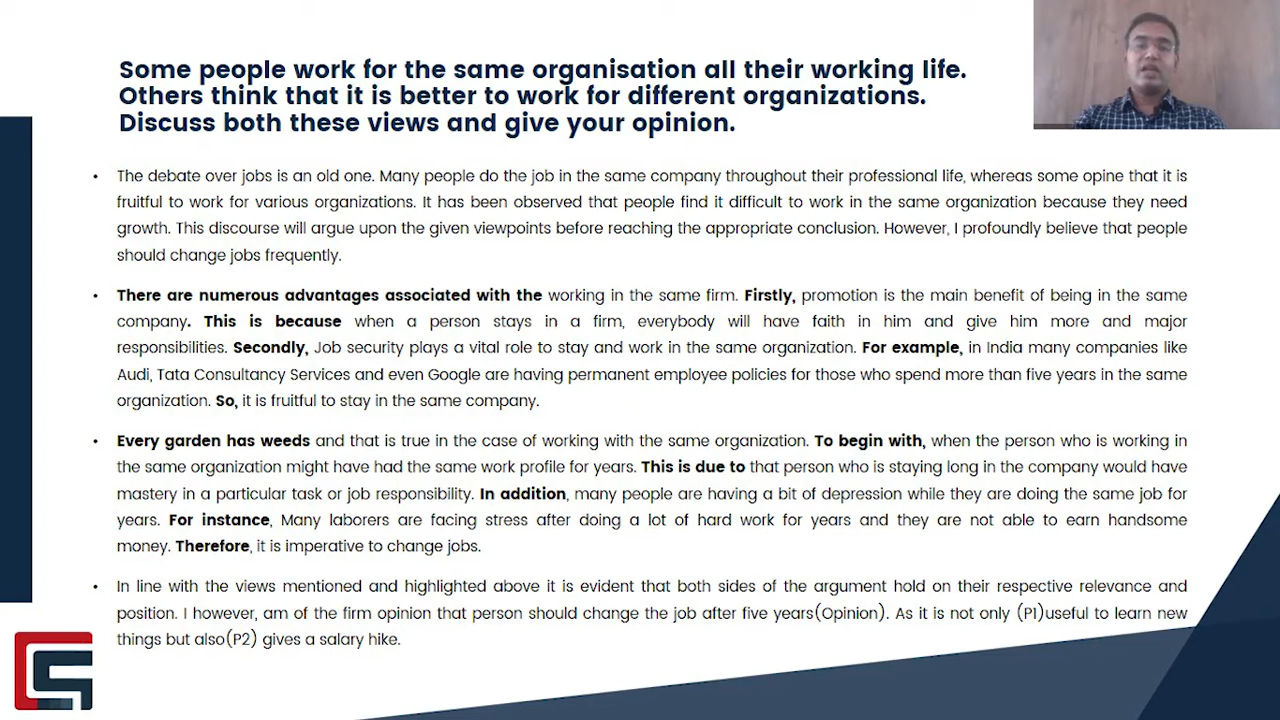 Some people work for the same organisation all their working life.
Others think that it is better to work for different organizations.
Discuss both these views and give your opinion.
• The debate over jobs is an old one. Many people do the job in the same company throughout their professional life, whereas some opine that it is
fruitful to work for various organizations. It has been observed that people find it difficult to work in the same organization because they need
growth. This discourse will argue upon the given viewpoints before reaching the appropriate conclusion. However, I profoundly believe that people
should change jobs frequently.
• There are numerous advantages associated with the working in the same firm. Firstly, promotion is the main benefit of being in the same
company. This is because when a person stays in a firm, everybody will have faith in him and give him more and major
responsibilities. Secondly, Job security plays a vital role to stay and work in the same organization. For example, in India many companies like
Audi, Tata Consultancy Services and even Google are having permanent employee policies for those who spend more than five years in the same
organization. So, it is fruitful to stay in the same company.
• Every garden has weeds and that is true in the case of working with the same organization. To begin with, when the person who is working in
the same organization might have had the same work profile for years. This is due to that person who is staying long in the company would have
mastery in a particular task or job responsibility. In addition, many people are having a bit of depression while they are doing the same job for
years. For instance, Many laborers are facing stress after doing a lot of hard work for years and they are not able to earn handsome
money. Therefore, it is imperative to change jobs.
• In line with the views mentioned and highlighted above it is evident that both sides of the argument hold on their respective relevance and
position. I however, am of the firm opinion that person should change the job after five years(Opinion). As it is not only (P1)useful to learn new
things but also(P2) gives a salary hike.